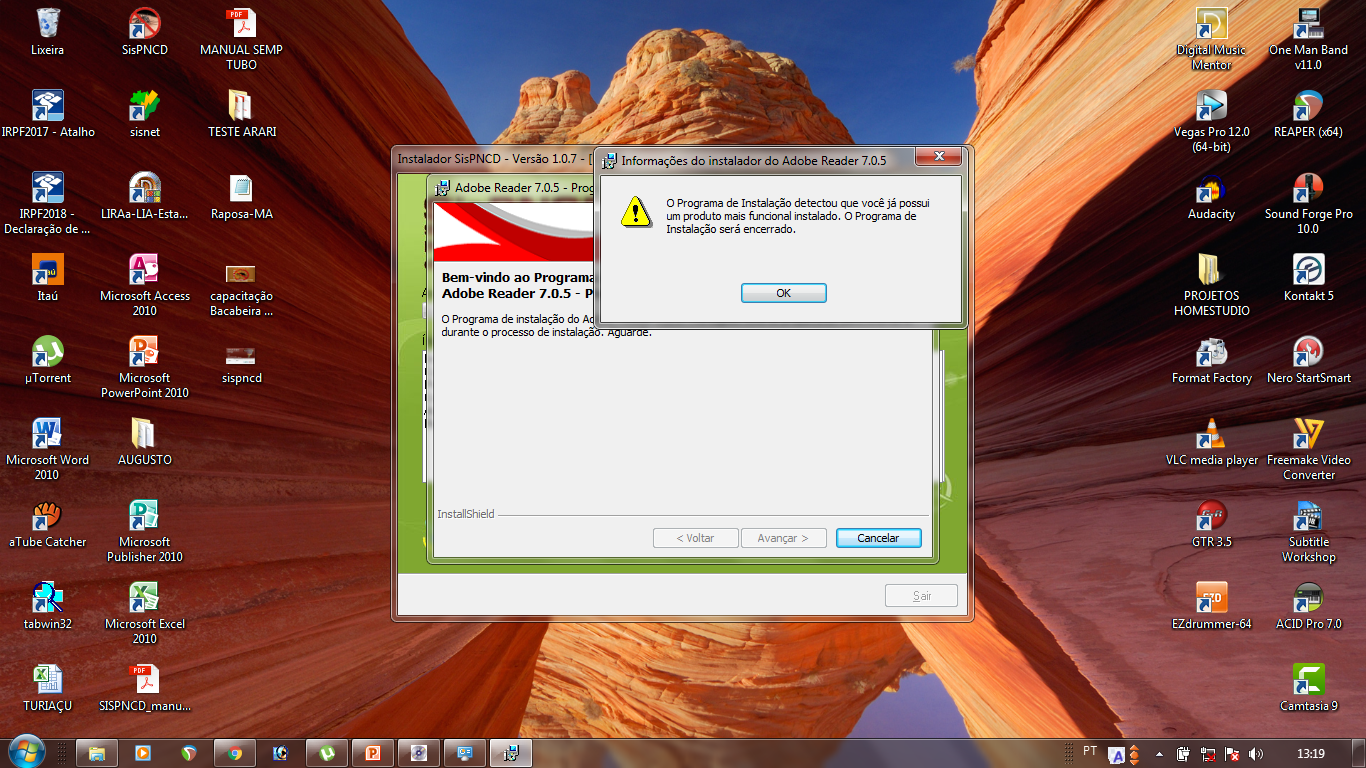 Lixeira
SisPNCD
MANUAL SEMP
TUBO
IRPF2017 - Atalho
sisnet
TESTE ARARI
IRPF2018 -
Declaração de ...
LIRAa-LIA-Esta...
Raposa-MA
Itaú
Microsoft Access
2010
capacitação
Bacabeira ...
µTorrent
Microsoft
PowerPoint 2010
sispncd
Microsoft Word
2010
AUGUSTO
aTube Catcher
Microsoft
Publisher 2010
tabwin32
Microsoft Excel
2010
TURIAÇU
SISPNCD_manu...
Instalador SisPNCD - Versão 1.0.7 - [
Adobe Reader 7.0.5 - Prog
Bem-vindo ao Programa
Adobe Reader 7.0.5 - P
O Programa de instalação do Ad
durante o processo de instalação. Aguarde.
InstallShield
< Voltar
Avançar >
Cancelar
Sair
Informações do instalador do Adobe Reader 7.0.5
O Programa de Instalação detectou que você já possui
um produto mais funcional instalado. O Programa de
Instalação será encerrado.
OK
Digital Music
Mentor
One Man Band
v11.0
Vegas Pro 12.0
(64-bit)
REAPER (x64)
Audacity
Sound Forge Pro
10.0
PROJETOS
HOMESTUDIO
Kontakt 5
Format Factory
Nero StartSmart
VLC media player
Freemake Video
Converter
GTR 3.5
Subtitle
Workshop
EZdrummer-64
ACID Pro 7.0
Camtasia 9
PT
13:19